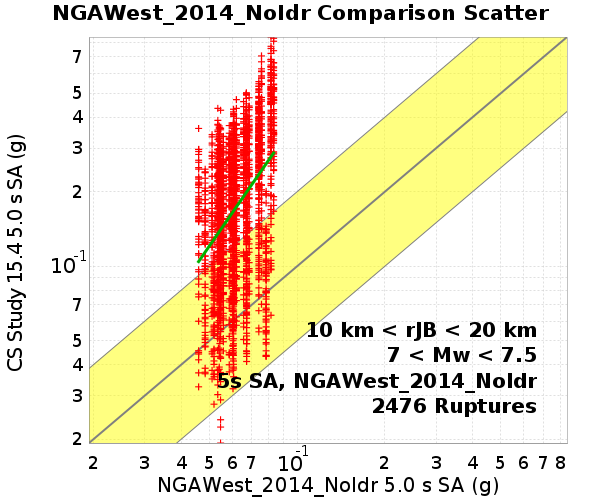 NGAWest_2014_NoIdr Comparison Scatter
CS Study 15.4 5.0 s SA (g)
7
5
4
3
2
10^-1
7
5
4
3
2
10 km < rJB < 20 km
7 < Mw < 7.5
5s SA, NGAWest_2014_NoIdr
2476 Ruptures
2 3 4 5 6 7 10^-1 2 3 4 5 6 7 8
NGAWest_2014_NoIdr 5.0 s SA (g)